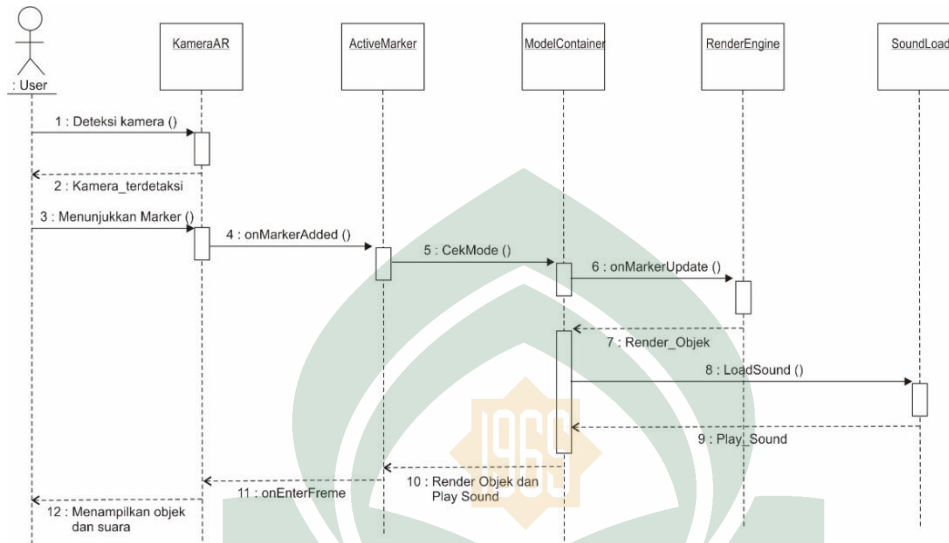 KameraAR
ActiveMarker
ModelContainer
RenderEngine
SoundLoad
: User
1 : Deteksi kamera ()
2 : Kamera_terdetaksi
3 : Menunjukkan Marker ()
4 : onMarkerAdded ()
5 : CekMode ()
6 : onMarkerUpdate ()
7 : Render_Objek
8 : LoadSound ()
9 : Play_Sound
10 : Render Objek dan
Play Sound
11 : onEnterFreme
12 : Menampilkan objek
dan suara
1969